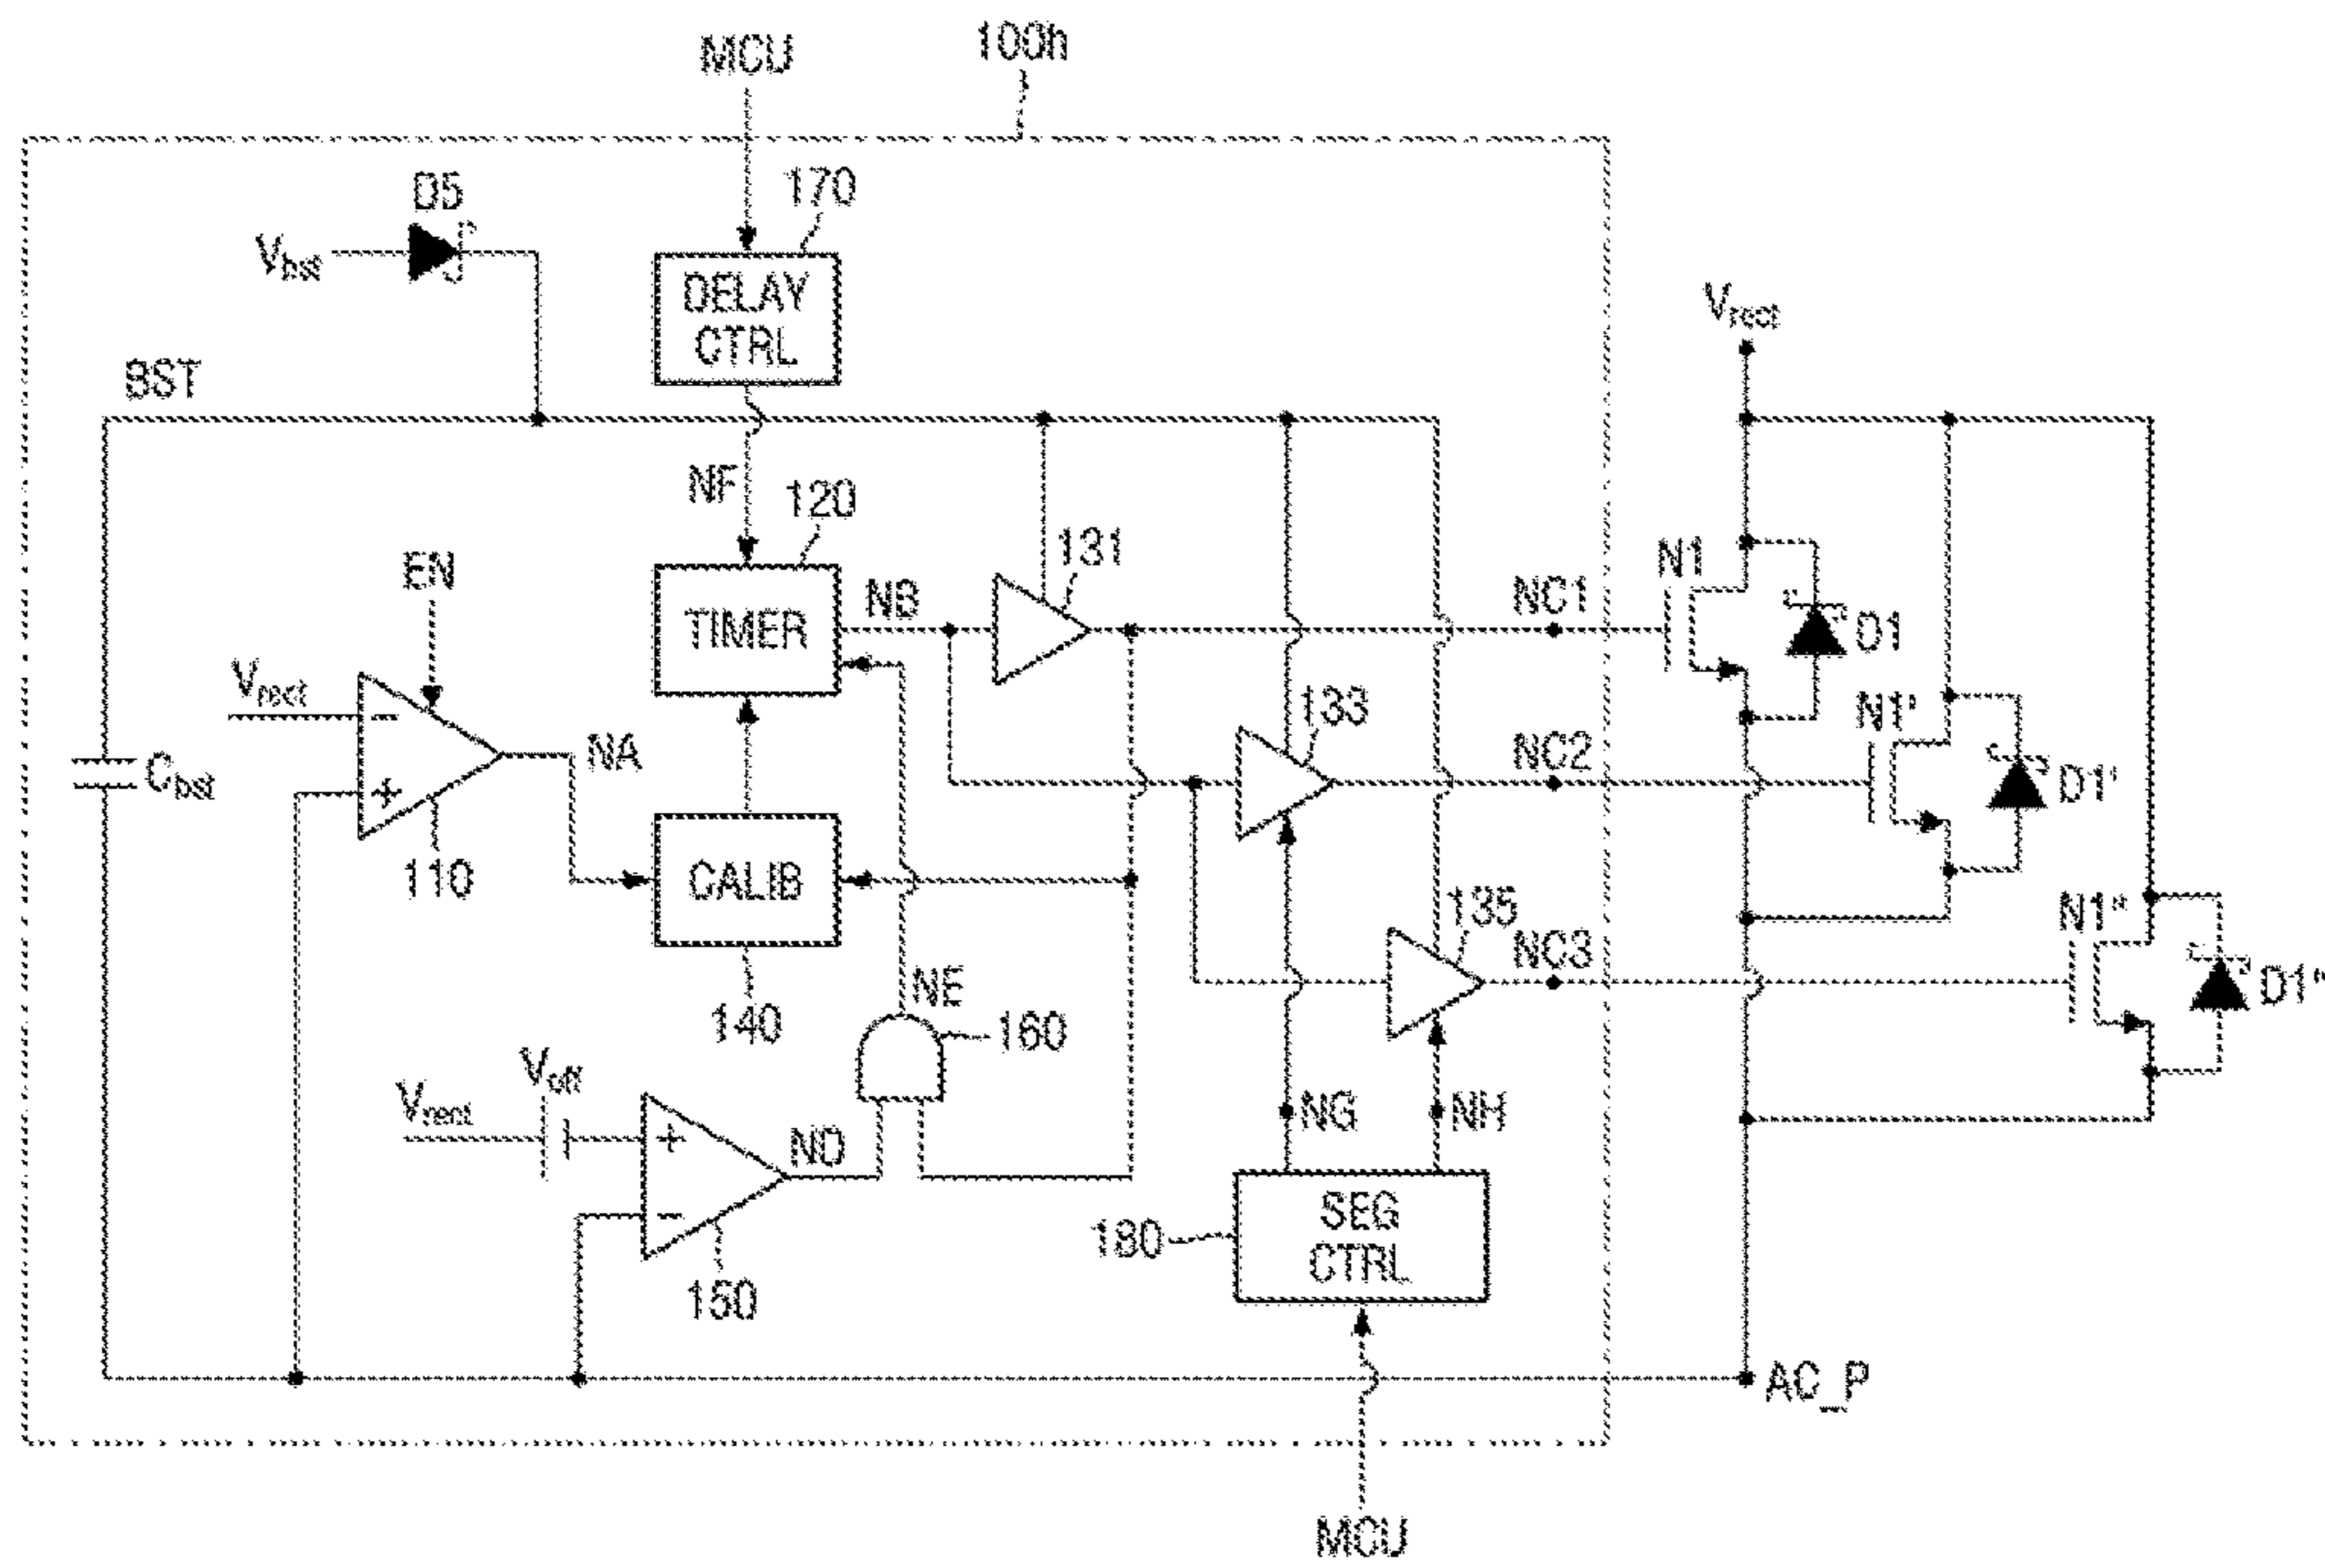 MCU
100h
D5
170
Vbst
DELAY
CTRL
Vrect
BST
NF
120
EN
131
N1
TIMER
NB
NC1
D1
Vrect
133
N1'
NA
NC2
Cbst
D1'
110
CALIB
135
N1"
NC3
NE
D1"
140
160
Voff
Vrect
NG
NH
ND
SEG
CTRL
180
150
AC_P
MCU